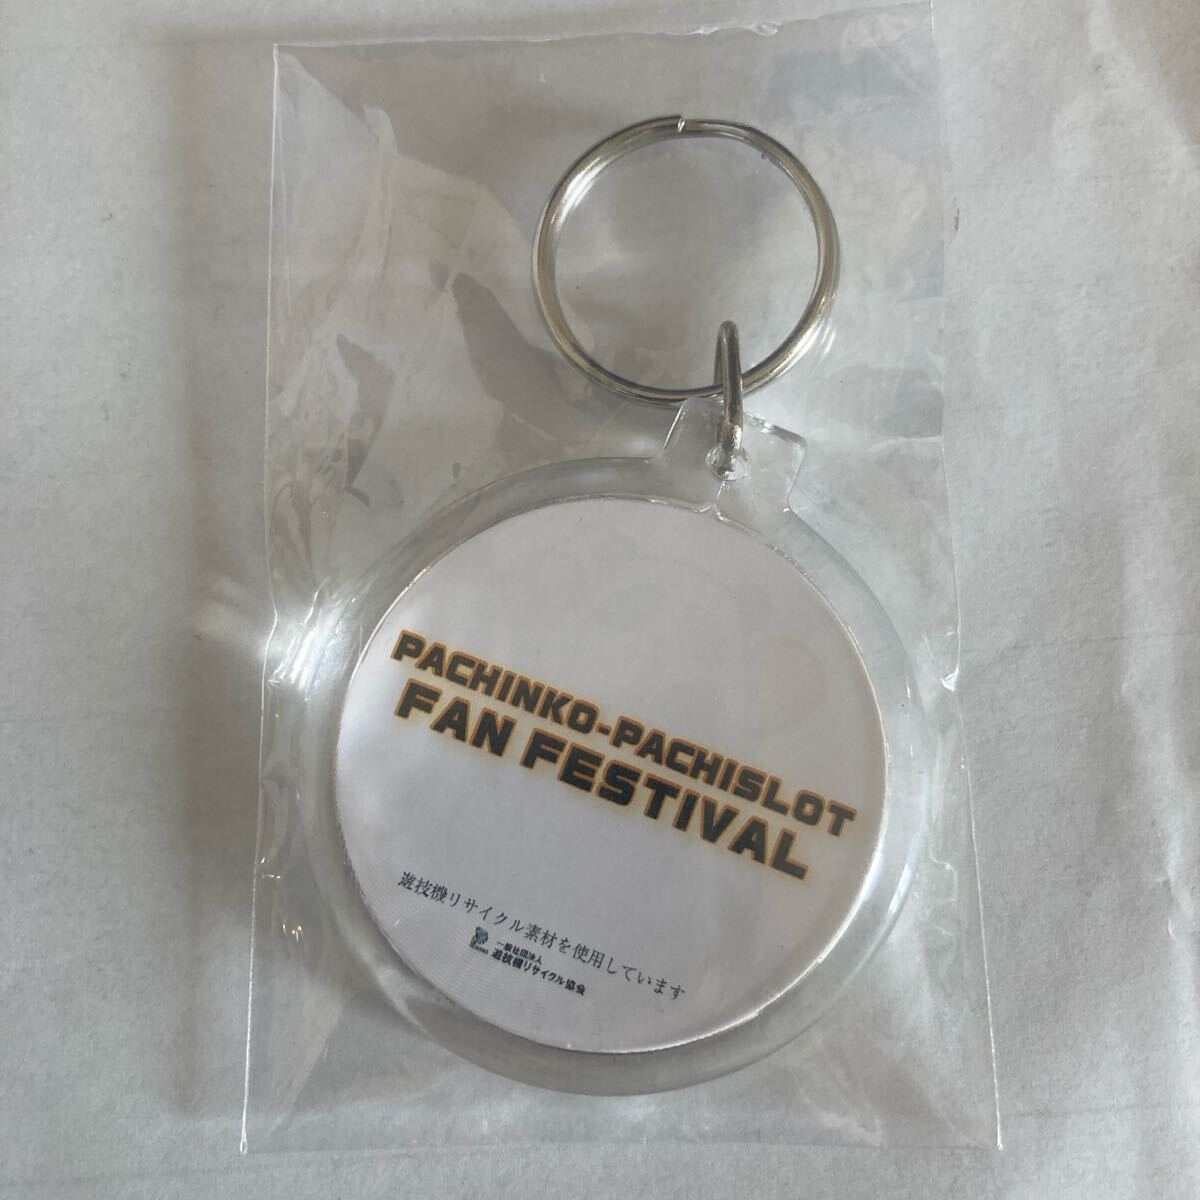 PACHINKO-PACHISLOT
FAN FESTIVAL
遊技機リサイクル素材を使用しています
一般社団法人
遊技機リサイクル協会